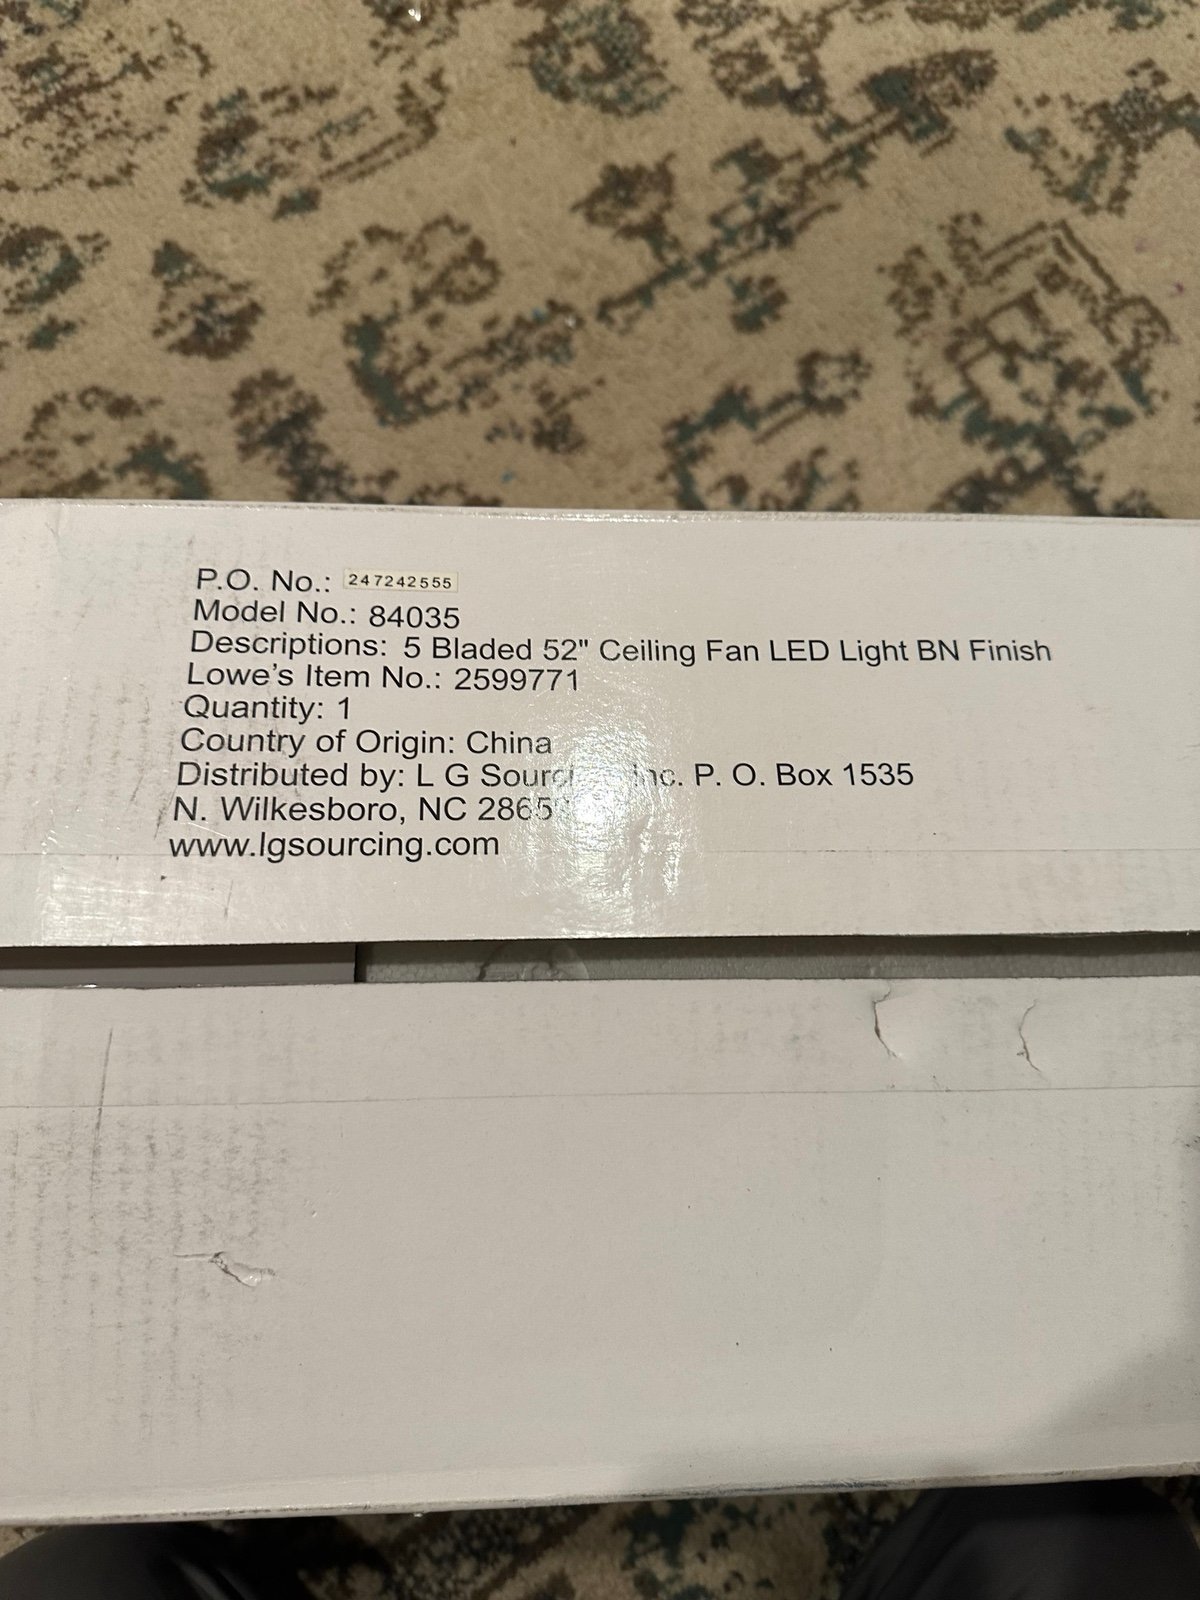 P.O. No.: 247242555
Model No.: 84035
Descriptions: 5 Bladed 52" Ceiling Fan LED Light BN Finish
Lowe's Item No.: 2599771
Quantity: 1
Country of Origin: China
Distributed by: L G Inc. P. O. Box 1535
N. Wilkesboro, NC
www.lgsourcing.com